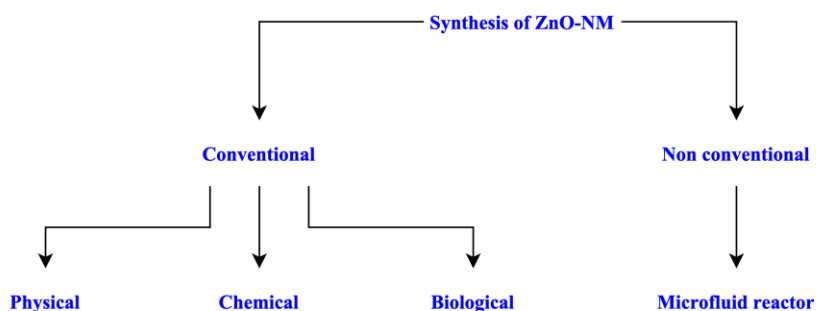 Synthesis of ZnO-NM
Conventional
Non conventional
Physical
Chemical
Biological
Microfluid reactor